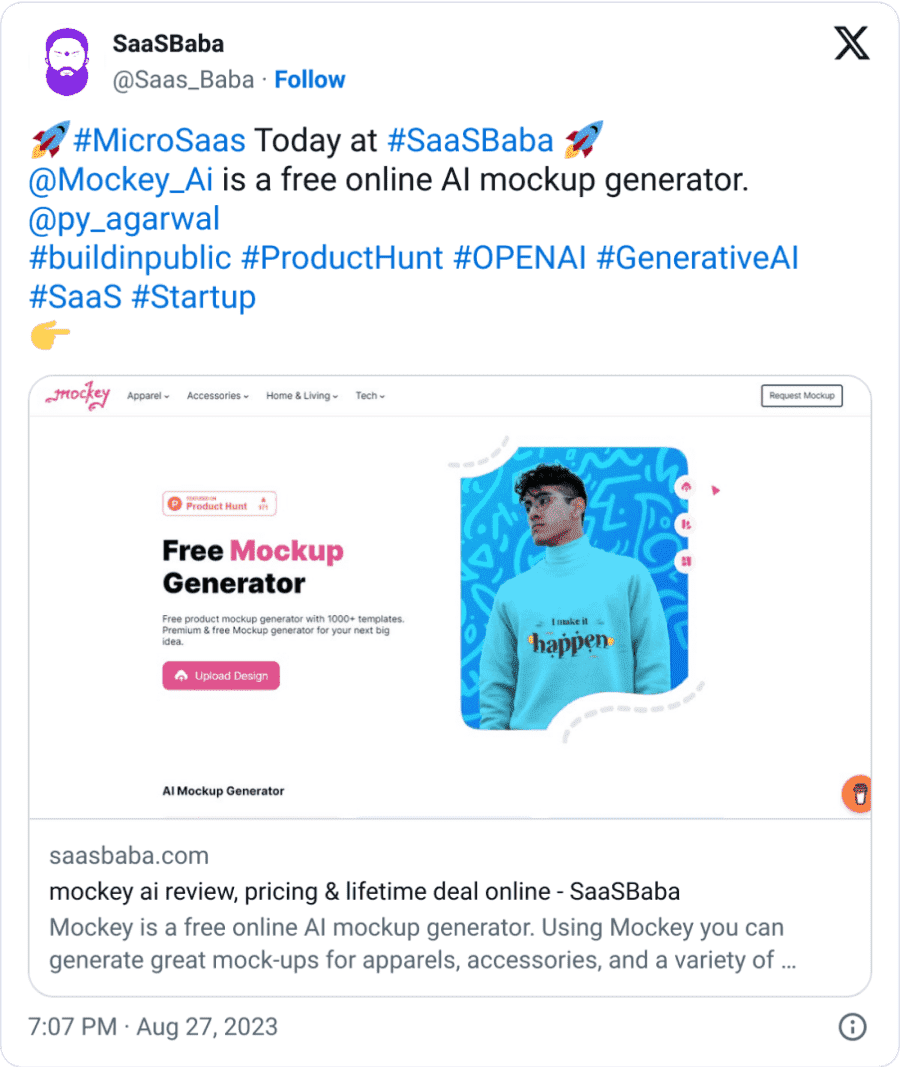 SaaSBaba
@Saas_Baba · Follow
🚀#MicroSaas Today at #SaaSBaba 🚀
@Mockey_Ai is a free online AI mockup generator.
@py_agarwal
#buildinpublic #ProductHunt #OPENAI #GenerativeAI
#SaaS #Startup
👉
mockey Apparel Accessories Home & Living Tech Request Mockup
FEATURED ON
Product Hunt
Free Mockup
Generator
Free product mockup generator with 1000+ templates.
Premium & free Mockup generator for your next big
idea.
Upload Design
I make it
happen
AI Mockup Generator
saasbaba.com
mockey ai review, pricing & lifetime deal online - SaaSBaba
Mockey is a free online AI mockup generator. Using Mockey you can
generate great mock-ups for apparels, accessories, and a variety of ...
7:07 PM · Aug 27, 2023